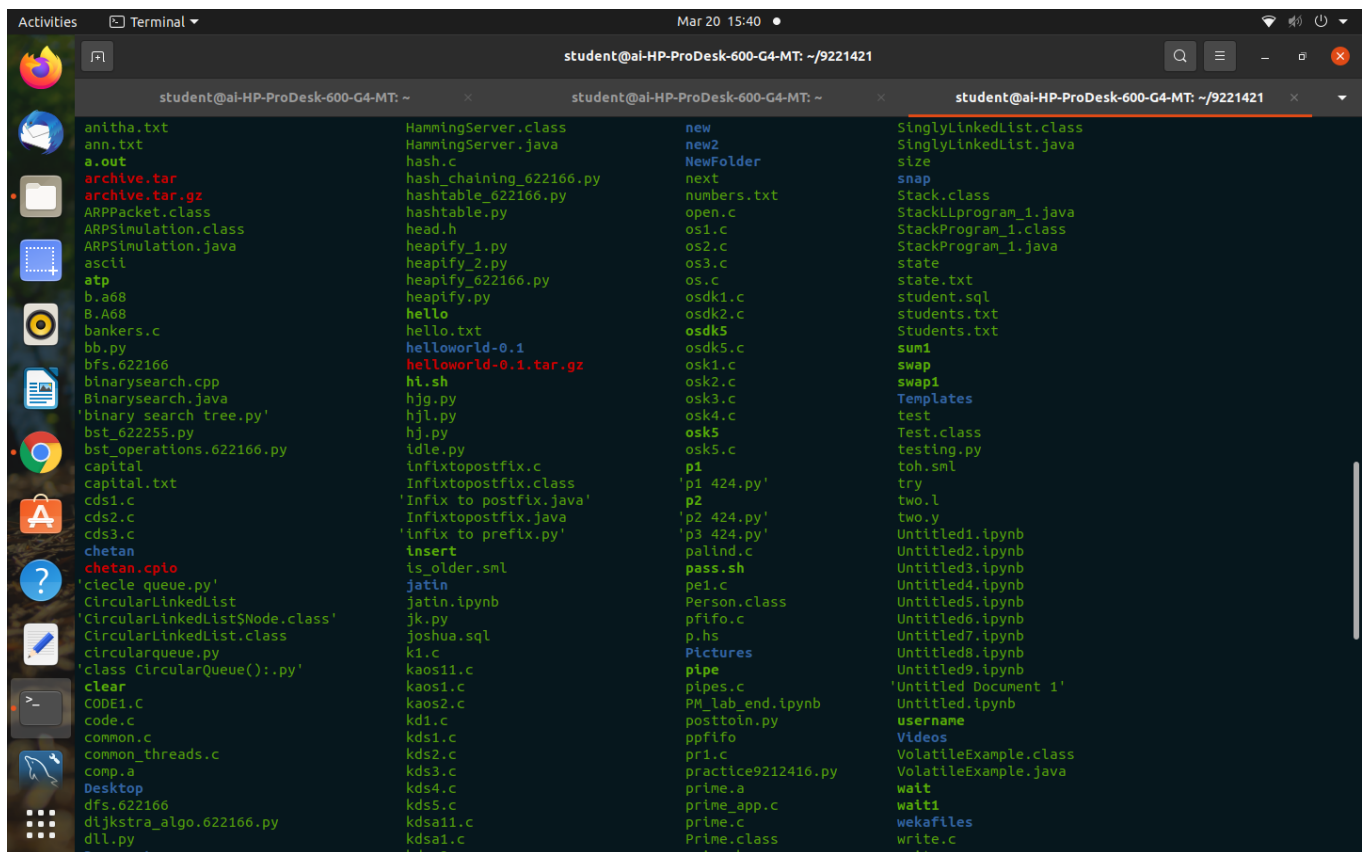 Activities Terminal Mar 20 15:40
student@ai-HP-ProDesk-600-G4-MT: ~/9221421
student@ai-HP-ProDesk-600-G4-MT: ~ student@ai-HP-ProDesk-600-G4-MT: ~ student@ai-HP-ProDesk-600-G4-MT: ~/9221421
anitha.txt HammingServer.class new SinglyLinkedList.class
ann.txt HammingServer.java new2 SinglyLinkedList.java
a.out hash.c NewFolder size
archive.tar hash_chaining_622166.py next snap
archive.tar.gz hashtable_622166.py numbers.txt Stack.class
ARPPacket.class hashtable.py open.c StackLLprogram_1.java
ARPSimulation.class head.h os1.c StackProgram_1.class
ARPSimulation.java heapify_1.py os2.c StackProgram_1.java
ascii heapify_2.py os3.c state
atp heapify_622166.py os.c state.txt
b.a68 heapify.py osdk1.c student.sql
B.A68 hello osdk2.c students.txt
bankers.c hello.txt osdk5 Students.txt
bb.py helloworld-0.1 osdk5.c sum1
bfs.622166 helloworld-0.1.tar.gz osk1.c swap
binarysearch.cpp hi.sh osk2.c swap1
Binarysearch.java hjg.py osk3.c Templates
'binary search tree.py' hjl.py osk4.c test
bst_622255.py hj.py osk5 Test.class
bst_operations.622166.py idle.py osk5.c testing.py
capital infixtopostfix.c p1 toh.sml
capital.txt Infixtopostfix.class 'p1 424.py' try
cds1.c 'Infix to postfix.java' p2 two.l
cds2.c Infixtopostfix.java 'p2 424.py' two.y
cds3.c 'infix to prefix.py' 'p3 424.py' Untitled1.ipynb
chetan insert palind.c Untitled2.ipynb
chetan.cpio is_older.sml pass.sh Untitled3.ipynb
'ciecle queue.py' jatin pe1.c Untitled4.ipynb
CircularLinkedList jatin.ipynb Person.class Untitled5.ipynb
'CircularLinkedList$Node.class' jk.py pfifo.c Untitled6.ipynb
CircularLinkedList.class joshua.sql p.hs Untitled7.ipynb
circularqueue.py k1.c Pictures Untitled8.ipynb
'class CircularQueue():.py' kaos11.c pipe Untitled9.ipynb
clear kaos1.c pipes.c 'Untitled Document 1'
CODE1.C kaos2.c PM_lab_end.ipynb Untitled.ipynb
code.c kd1.c posttoin.py username
common.c kds1.c ppfifo Videos
common_threads.c kds2.c pr1.c VolatileExample.class
comp.a kds3.c practice9212416.py VolatileExample.java
Desktop kds4.c prime.a wait
dfs.622166 kds5.c prime_app.c wait1
dijkstra_algo.622166.py kdsa11.c prime.c wekafiles
dll.py kdsa1.c Prime.class write.c